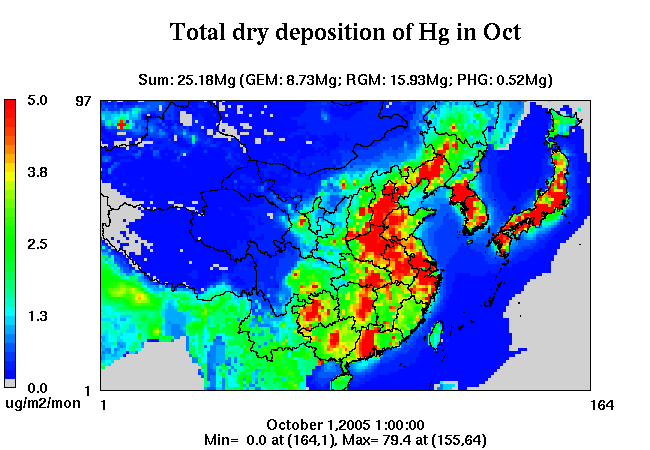 Total dry deposition of Hg in Oct
Sum: 25.18Mg (GEM: 8.73Mg; RGM: 15.93Mg; PHG: 0.52Mg)
5.0
3.8
2.5
1.3
0.0
ug/m2/mon
97
1
1
164
October 1,2005 1:00:00
Min= 0.0 at (164,1), Max= 79.4 at (155,64)